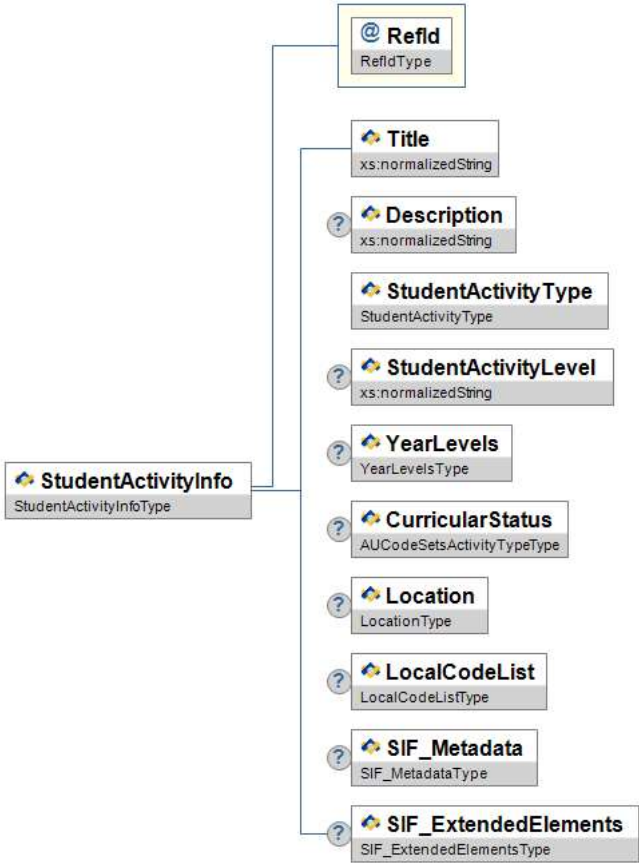 @ RefId
RefIdType
Title
xs:normalizedString
? Description
xs:normalizedString
StudentActivityType
StudentActivityType
? StudentActivityLevel
xs:normalizedString
? YearLevels
YearLevelsType
StudentActivityInfo
StudentActivityInfoType
? CurricularStatus
AUCodeSetsActivityTypeType
? Location
LocationType
? LocalCodeList
LocalCodeListType
? SIF_Metadata
SIF_MetadataType
? SIF_ExtendedElements
SIF_ExtendedElementsType